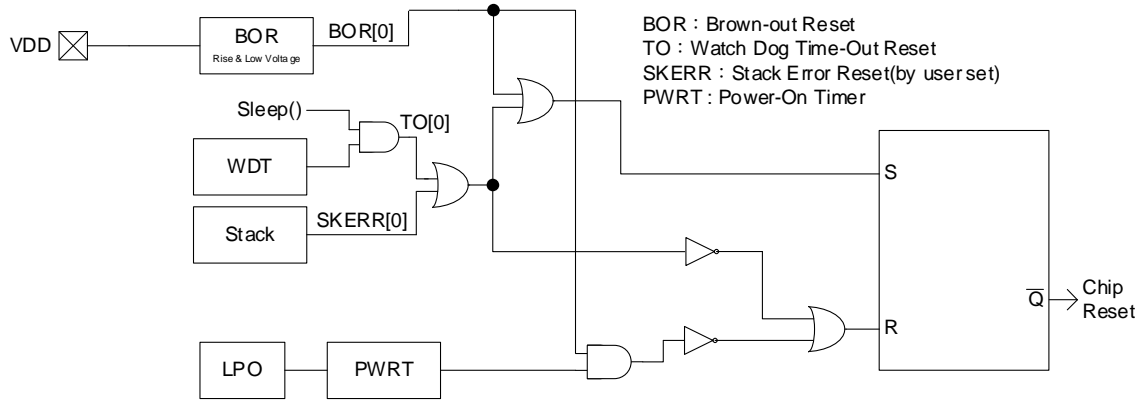 VDD
BOR
Rise & Low Voltage
BOR[0]
BOR：Brown-out Reset
TO：Watch Dog Time-Out Reset
SKERR：Stack Error Reset(by user set)
PWRT : Power-On Timer
Sleep()
TO[0]
WDT
Stack
SKERR[0]
S
Q
Chip
Reset
R
LPO
PWRT